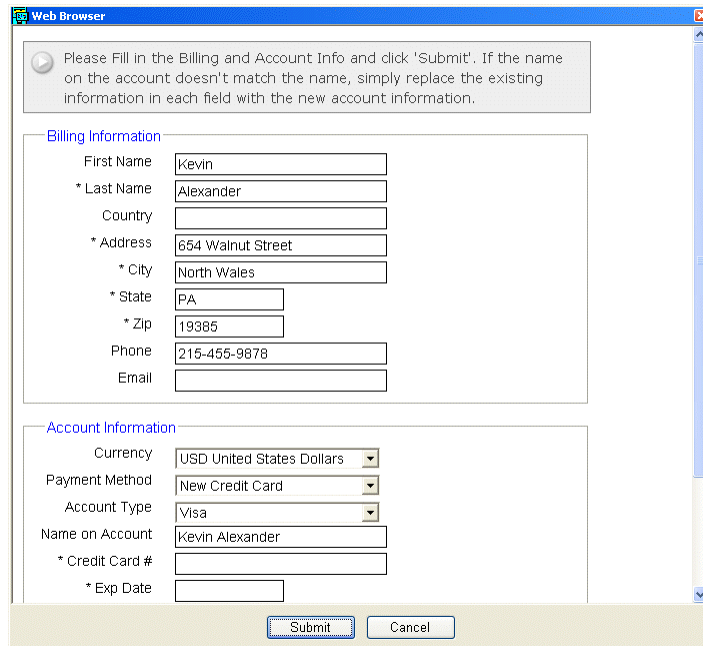 Web Browser
Please Fill in the Billing and Account Info and click 'Submit'. If the name
on the account doesn't match the name, simply replace the existing
information in each field with the new account information.
Billing Information
First Name Kevin
* Last Name Alexander
Country
* Address 654 Walnut Street
* City North Wales
* State PA
* Zip 19385
Phone 215-455-9878
Email
Account Information
Currency USD United States Dollars
Payment Method New Credit Card
Account Type Visa
Name on Account Kevin Alexander
* Credit Card #
* Exp Date
Submit Cancel